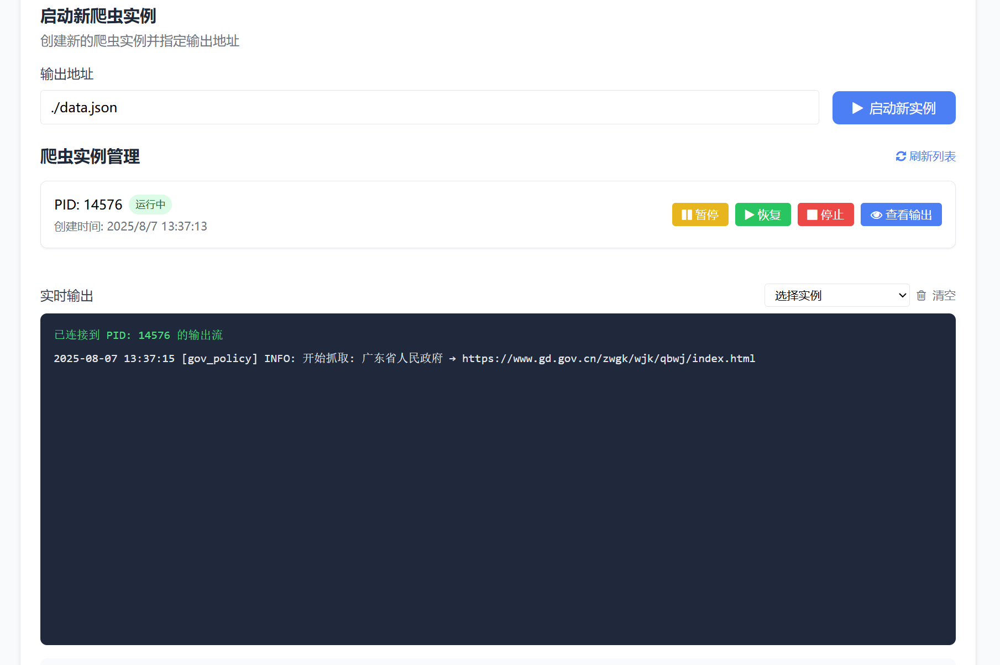 启动新爬虫实例
创建新的爬虫实例并指定输出地址
输出地址
./data.json
启动新实例
爬虫实例管理
刷新列表
PID: 14576 运行中
创建时间: 2025/8/7 13:37:13
暂停 恢复 停止 查看输出
实时输出
选择实例
清空
已连接到 PID: 14576 的输出流
2025-08-07 13:37:15 [gov_policy] INFO: 开始抓取: 广东省人民政府 → https://www.gd.gov.cn/zwgk/wjk/qbwj/index.html